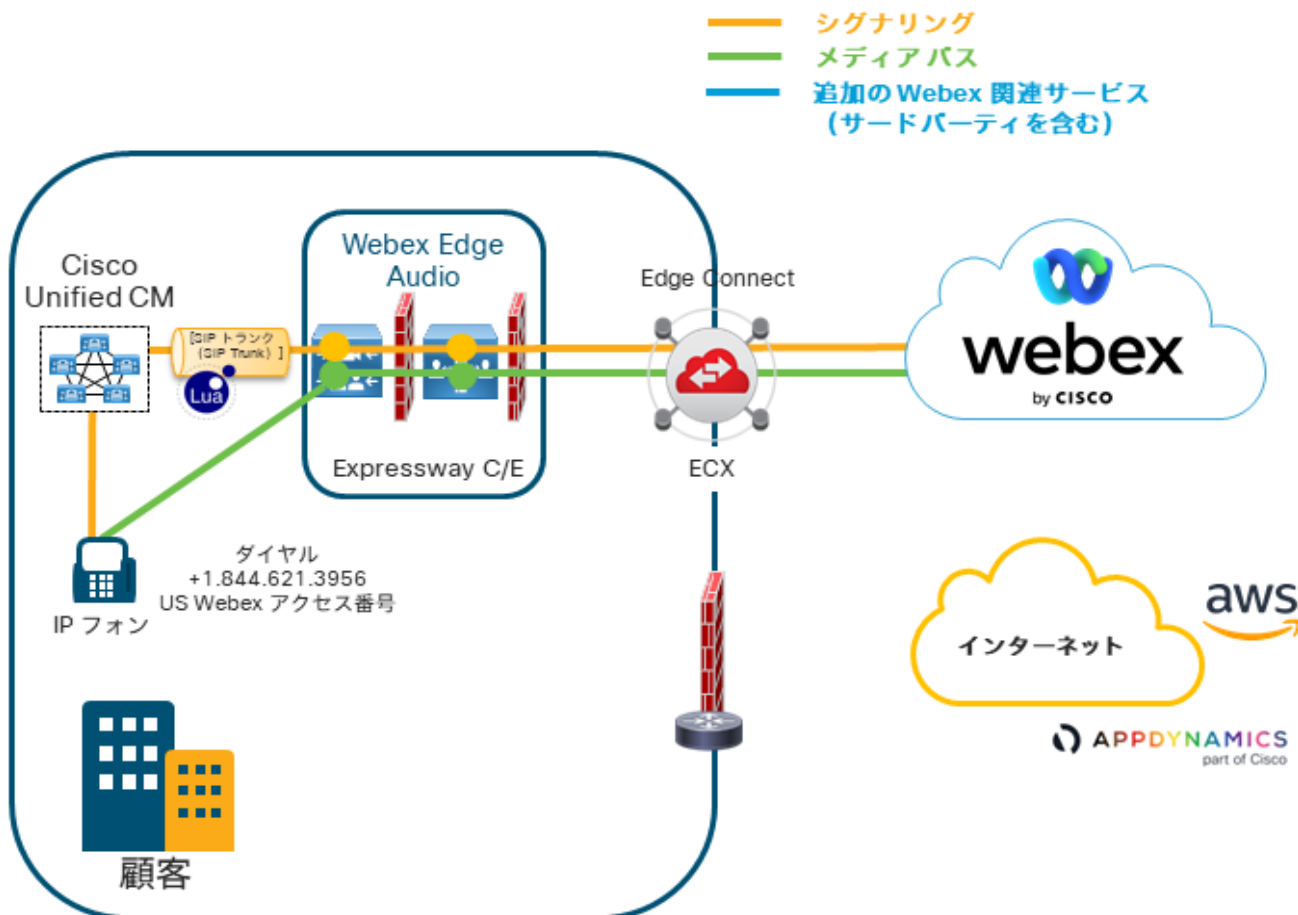 シグナリング
メディア パス
追加の Webex 関連サービス
（サードパーティを含む）
Cisco
Unified CM
Webex Edge
Audio
[SIP トランク
（SIP Trunk）]
Lua
Edge Connect
webex
by CISCO
Expressway C/E
ECX
ダイヤル
+1.844.621.3956
US Webex アクセス番号
IP フォン
インターネット
aws
APPDYNAMICS
part of Cisco
顧客